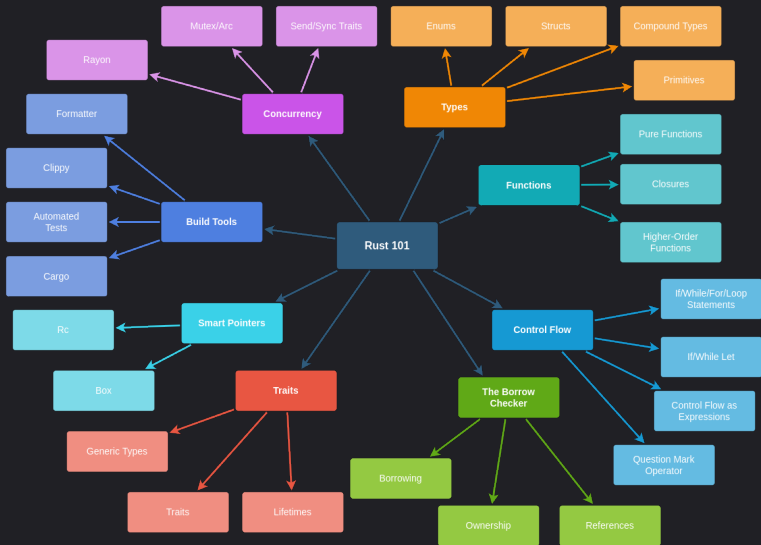 Mutex/Arc
Send/Sync Traits
Enums
Structs
Compound Types
Rayon
Primitives
Formatter
Concurrency
Types
Pure Functions
Clippy
Functions
Closures
Automated
Tests
Build Tools
Rust 101
Higher-Order
Functions
Cargo
If/While/For/Loop
Statements
Rc
Smart Pointers
Control Flow
If/While Let
Box
Traits
The Borrow
Checker
Control Flow as
Expressions
Generic Types
Borrowing
Question Mark
Operator
Traits
Lifetimes
Ownership
References